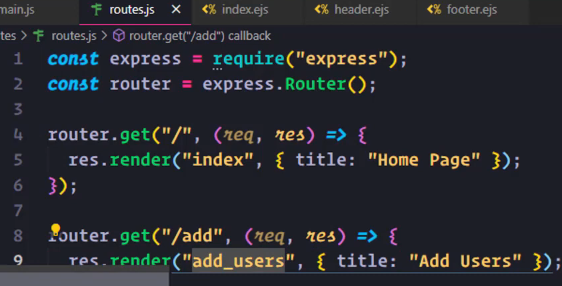 main.js routes.js X index.ejs header.ejs footer.ejs
tes > routes.js > router.get("/add") callback
1 const express = require("express");
2 const router = express.Router();
3
4 router.get("/", (req, res) => {
5 res.render("index", { title: "Home Page" });
6 });
7
8 router.get("/add", (req, res) => {
9 res.render("add_users", { title: "Add Users" });